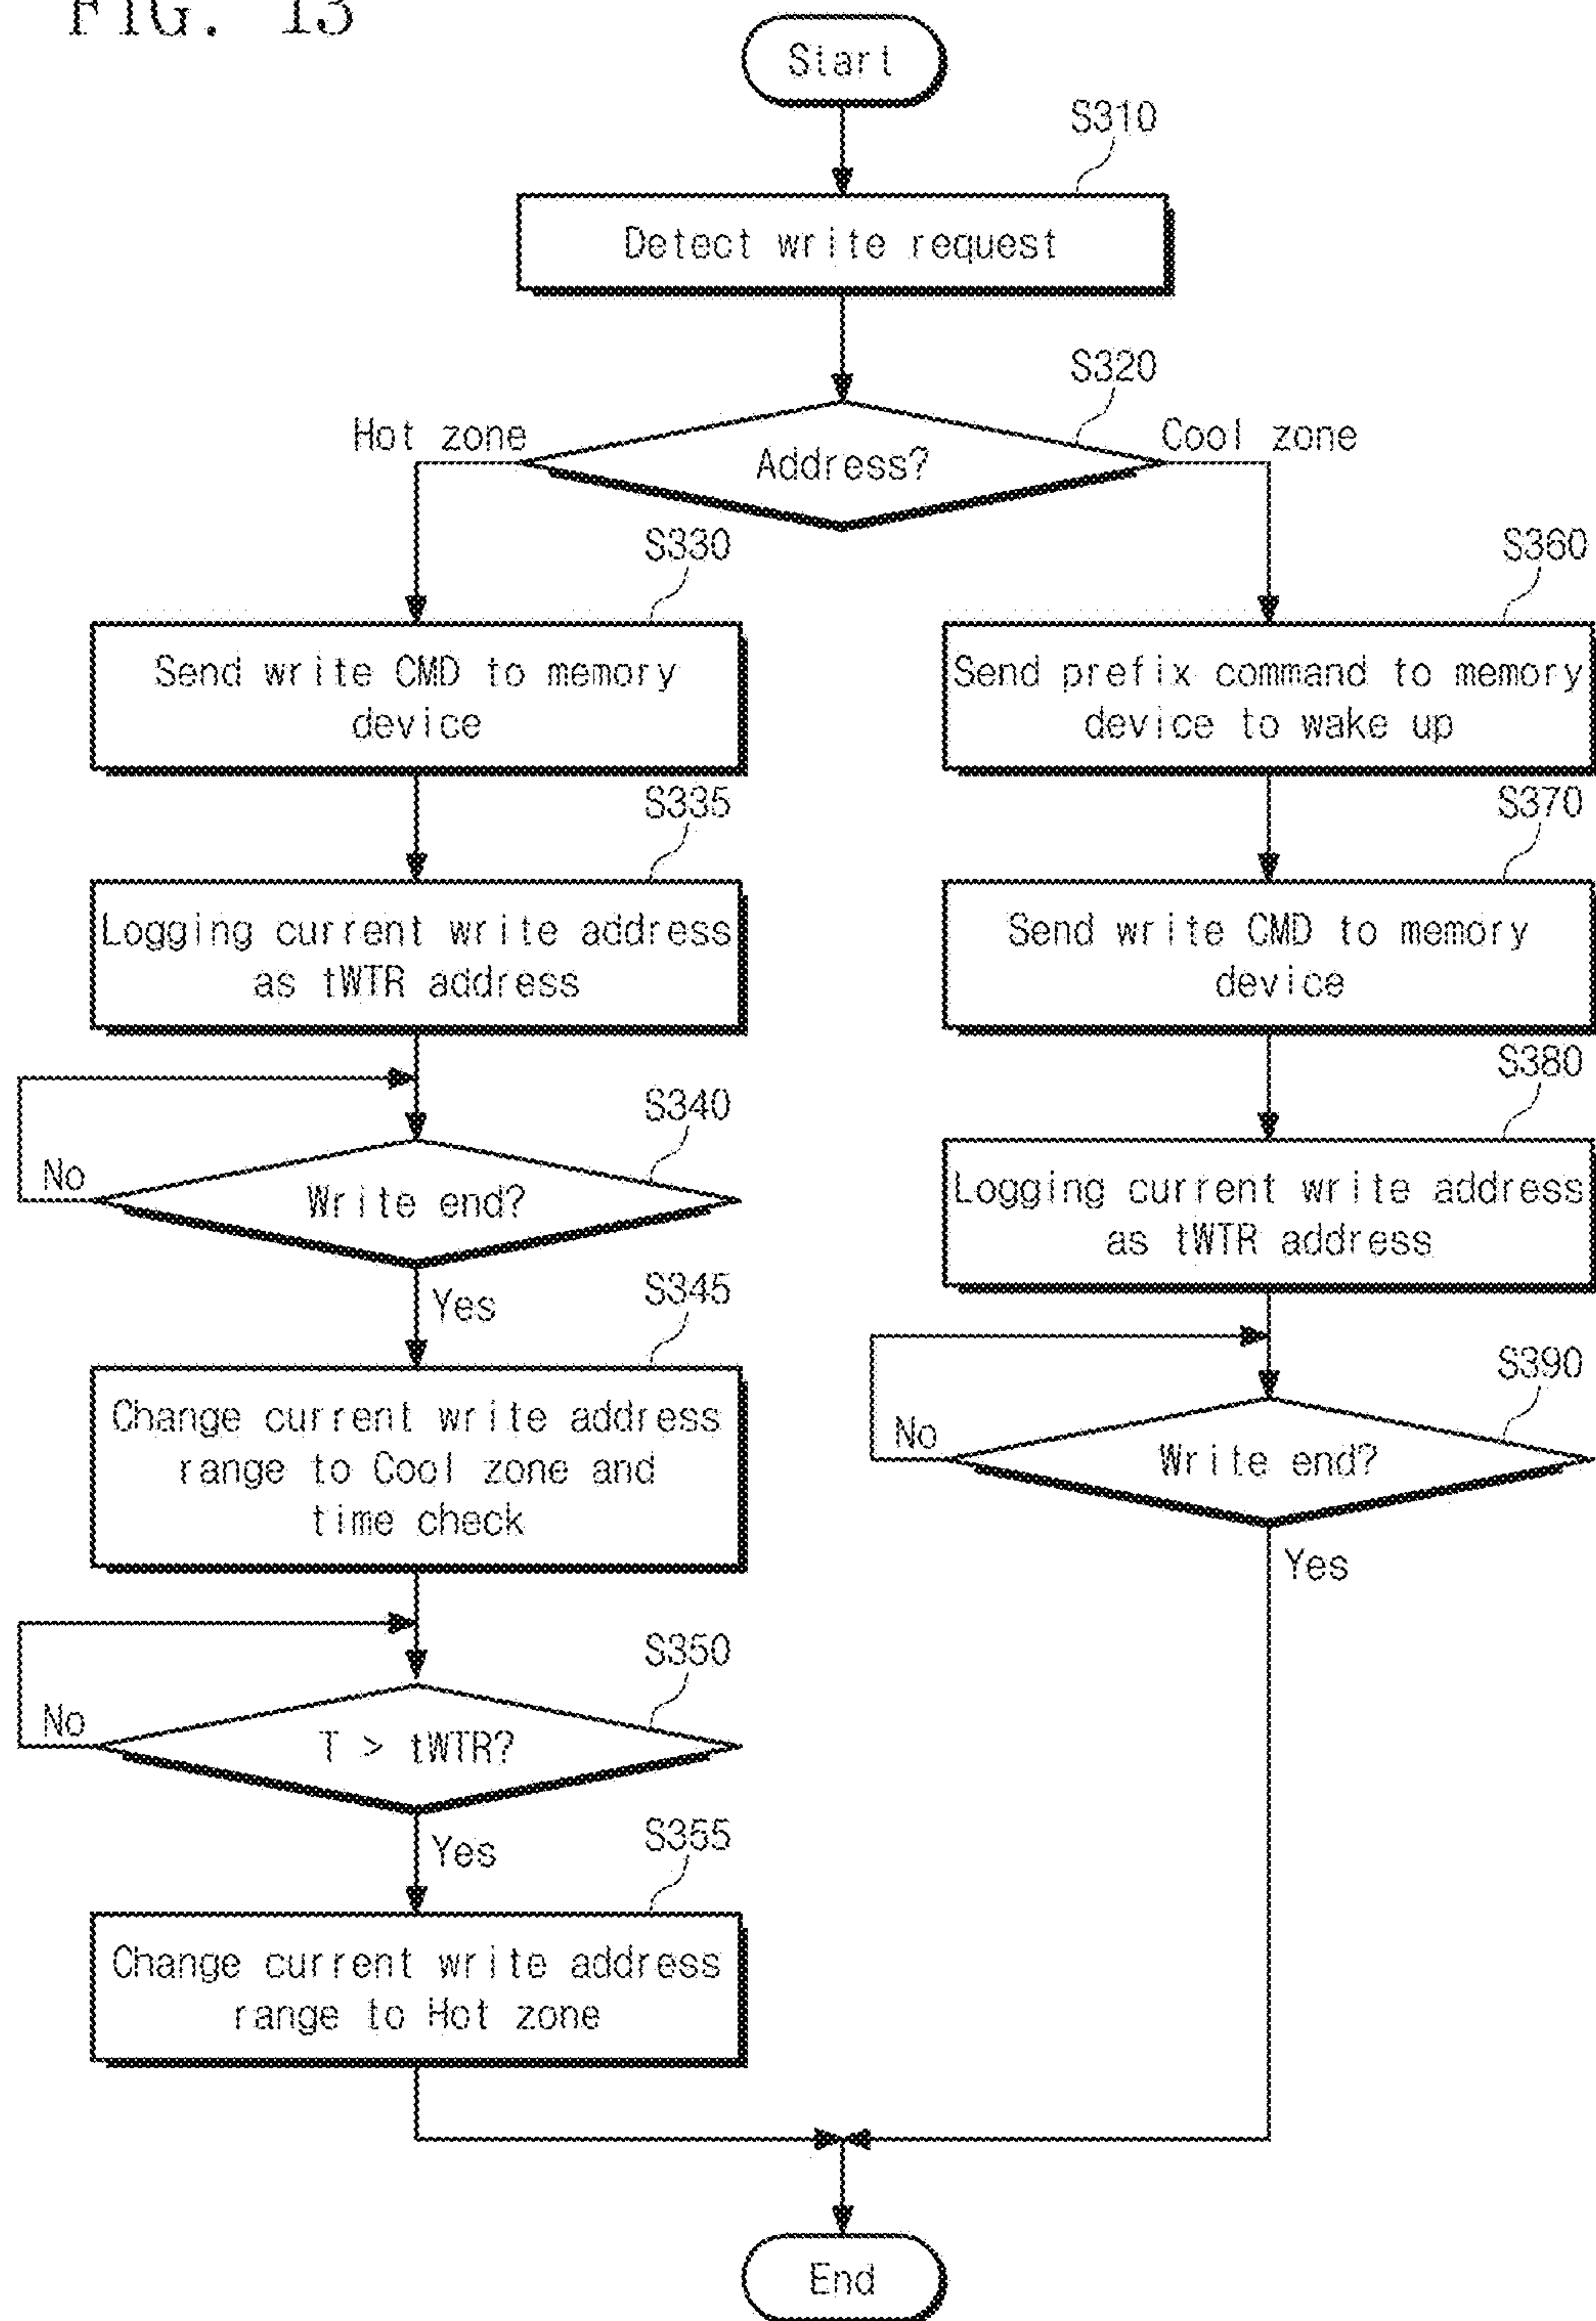 FIG. 13
Start
S310
Detect write request
S320
Hot zone
Address?
Cool zone
S330
Send write CMD to memory
device
S335
Logging current write address
as tWTR address
S340
No
Write end?
Yes
S345
Change current write address
range to Cool zone and
time check
S350
No
T > tWTR?
Yes
S355
Change current write address
range to Hot zone
S360
Send prefix command to memory
device to wake up
S370
Send write CMD to memory
device
S380
Logging current write address
as tWTR address
S390
No
Write end?
Yes
End